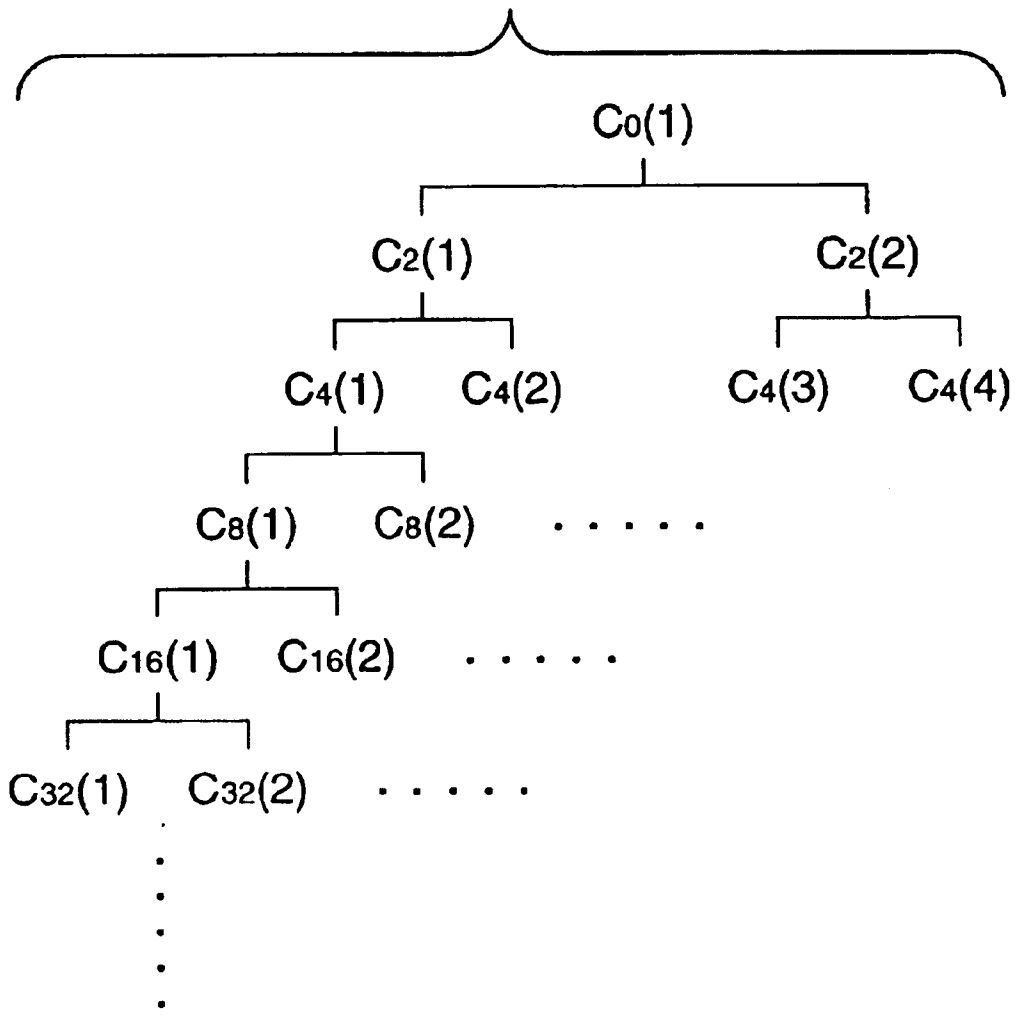 C0(1)
C2(1) C2(2)
C4(1) C4(2) C4(3) C4(4)
C8(1) C8(2) . . . . .
C16(1) C16(2) . . . . .
C32(1) C32(2) . . . . .